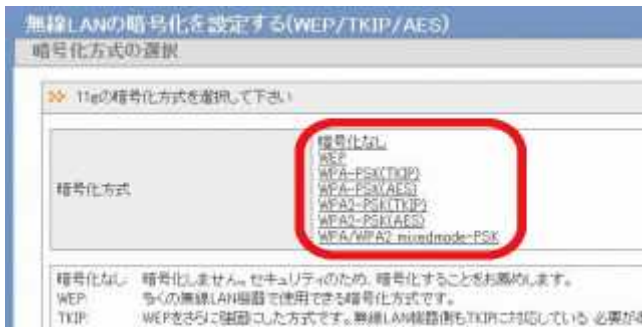 無線LANの暗号化を設定する(WEP/TKIP/AES)
暗号化方式の選択
11gの暗号化方式を選択して下さい
暗号化方式
暗号化なし
WEP
WPA-PSK(TKIP)
WPA-PSK(AES)
WPA2-PSK(TKIP)
WPA2-PSK(AES)
WPA/WPA2 mixedmode-PSK
暗号化なし 暗号化しません。セキュリティのため、暗号化することをお薦めします。
WEP: 多くの無線LAN機器で使用できる暗号化方式です。
TKIP: WEPをさらに強固にした方式です。無線LAN機器側もTKIPに対応している 必要が